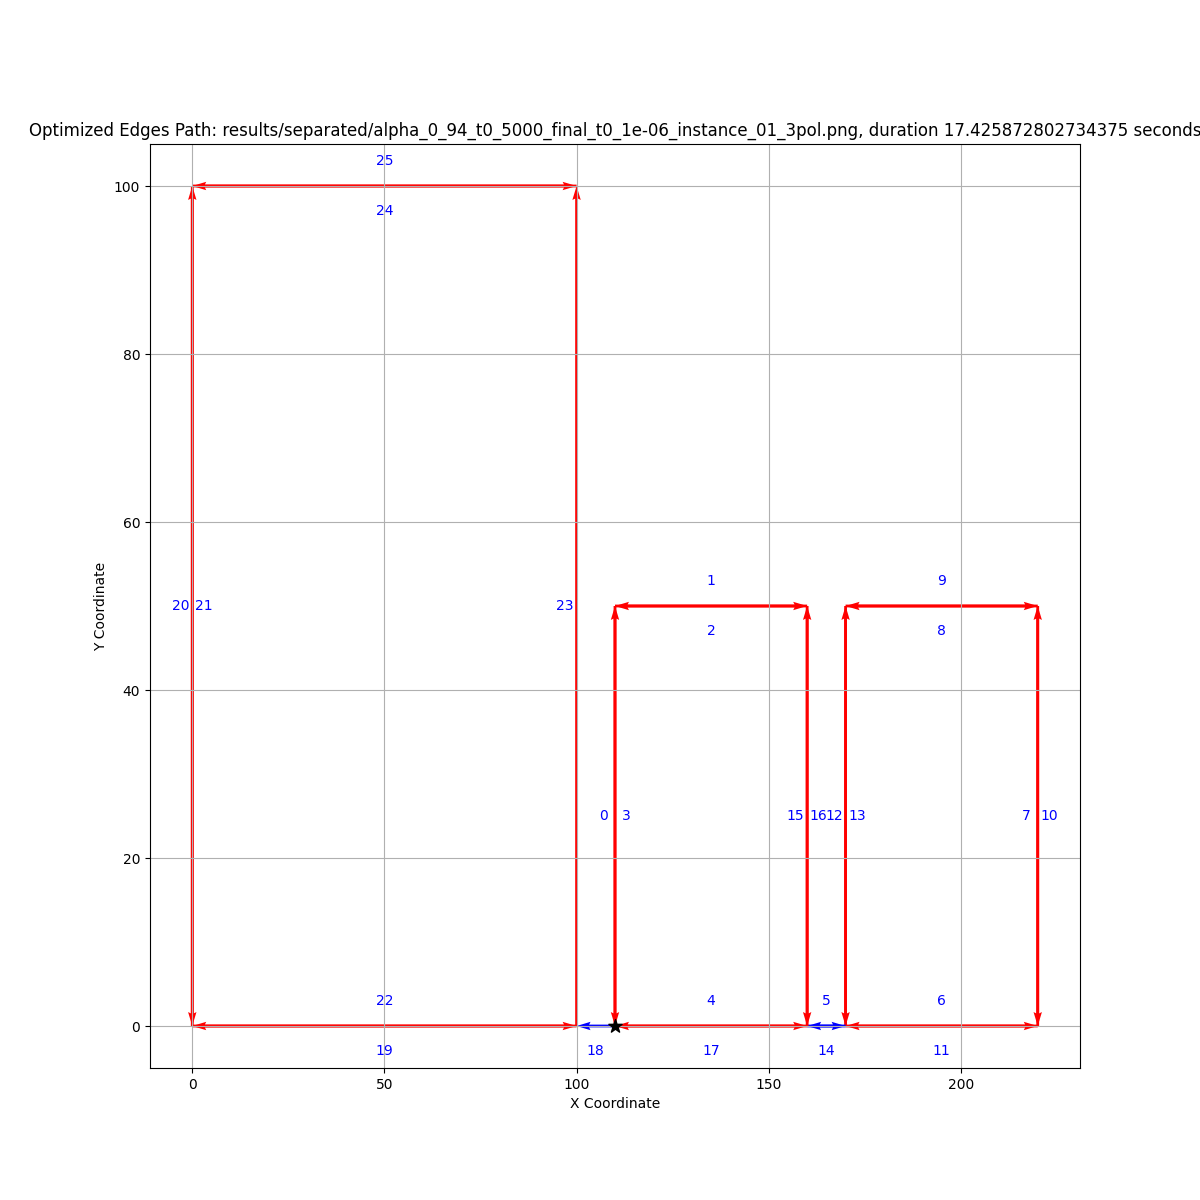 Optimized Edges Path: results/separated/alpha_0_94_t0_5000_final_t0_1e-06_instance_01_3pol.png, duration 17.425872802734375 seconds
25
100
24
80
60
Y Coordinate
20 21 23
1 9
2 8
40
0 3 15 16 12 13 7 10
20
22 4 5 6
0
19 18 17 14 11
0 50 100 150 200
X Coordinate